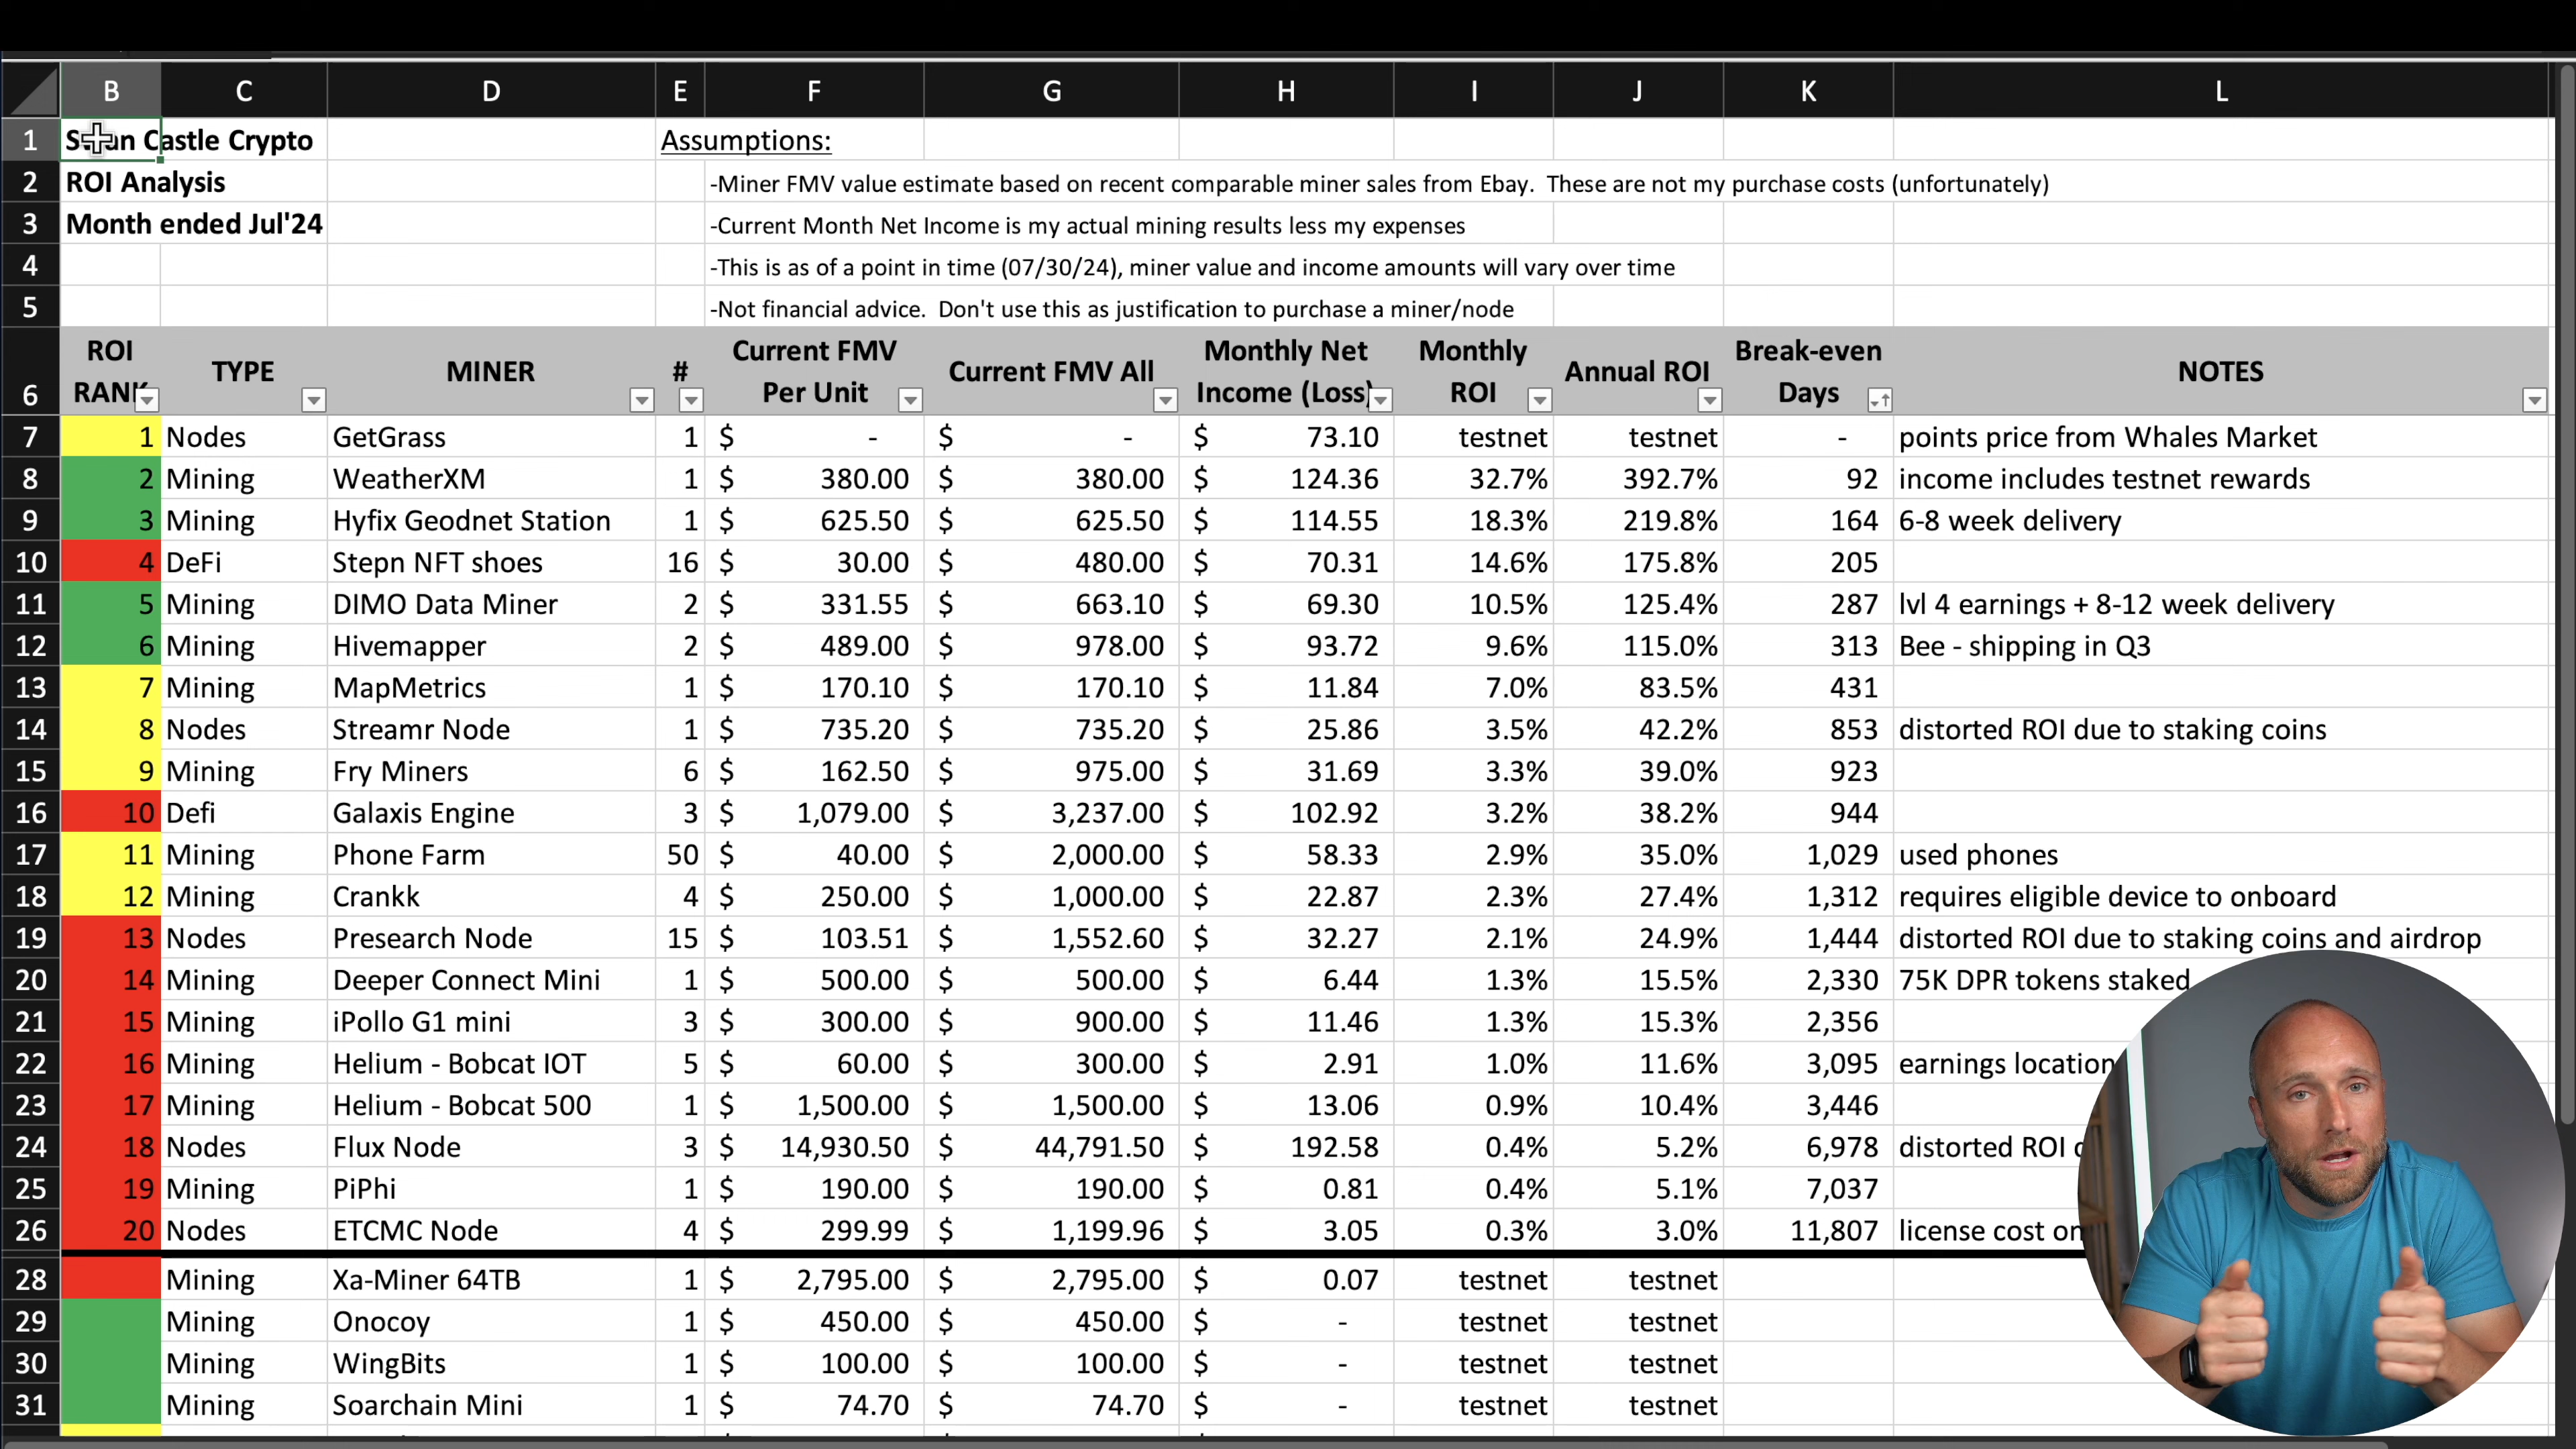 B C D E F G H I J K L
1 Castle Crypto Assumptions:
2 ROI Analysis -Miner FMV value estimate based on recent comparable miner sales from Ebay. These are not my purchase costs (unfortunately)
3 Month ended Jul'24 -Current Month Net Income is my actual mining results less my expenses
4 -This is as of a point in time (07/30/24), miner value and income amounts will vary over time
5 -Not financial advice. Don't use this as justification to purchase a miner/node
ROI Current FMV Monthly Net Monthly Break-even
TYPE MINER # Current FMV All Annual ROI NOTES
6 RANK Per Unit Income (Loss) ROI Days
7 1 Nodes GetGrass 1 $ - $ - $ 73.10 testnet testnet - points price from Whales Market
8 2 Mining WeatherXM 1 $ 380.00 $ 380.00 $ 124.36 32.7% 392.7% 92 income includes testnet rewards
9 3 Mining Hyfix Geodnet Station 1 $ 625.50 $ 625.50 $ 114.55 18.3% 219.8% 164 6-8 week delivery
10 4 DeFi Stepn NFT shoes 16 $ 30.00 $ 480.00 $ 70.31 14.6% 175.8% 205
11 5 Mining DIMO Data Miner 2 $ 331.55 $ 663.10 $ 69.30 10.5% 125.4% 287 lvl 4 earnings + 8-12 week delivery
12 6 Mining Hivemapper 2 $ 489.00 $ 978.00 $ 93.72 9.6% 115.0% 313 Bee - shipping in Q3
13 7 Mining MapMetrics 1 $ 170.10 $ 170.10 $ 11.84 7.0% 83.5% 431
14 8 Nodes Streamr Node 1 $ 735.20 $ 735.20 $ 25.86 3.5% 42.2% 853 distorted ROI due to staking coins
15 9 Mining Fry Miners 6 $ 162.50 $ 975.00 $ 31.69 3.3% 39.0% 923
16 10 Defi Galaxis Engine 3 $ 1,079.00 $ 3,237.00 $ 102.92 3.2% 38.2% 944
17 11 Mining Phone Farm 50 $ 40.00 $ 2,000.00 $ 58.33 2.9% 35.0% 1,029 used phones
18 12 Mining Crankk 4 $ 250.00 $ 1,000.00 $ 22.87 2.3% 27.4% 1,312 requires eligible device to onboard
19 13 Nodes Presearch Node 15 $ 103.51 $ 1,552.60 $ 32.27 2.1% 24.9% 1,444 distorted ROI due to staking coins and airdrop
20 14 Mining Deeper Connect Mini 1 $ 500.00 $ 500.00 $ 6.44 1.3% 15.5% 2,330 75K DPR tokens staked
21 15 Mining iPollo G1 mini 3 $ 300.00 $ 900.00 $ 11.46 1.3% 15.3% 2,356
22 16 Mining Helium - Bobcat IOT 5 $ 60.00 $ 300.00 $ 2.91 1.0% 11.6% 3,095 earnings location
23 17 Mining Helium - Bobcat 500 1 $ 1,500.00 $ 1,500.00 $ 13.06 0.9% 10.4% 3,446
24 18 Nodes Flux Node 3 $ 14,930.50 $ 44,791.50 $ 192.58 0.4% 5.2% 6,978 distorted ROI
25 19 Mining PiPhi 1 $ 190.00 $ 190.00 $ 0.81 0.4% 5.1% 7,037
26 20 Nodes ETCMC Node 4 $ 299.99 $ 1,199.96 $ 3.05 0.3% 3.0% 11,807 license cost on
28 Mining Xa-Miner 64TB 1 $ 2,795.00 $ 2,795.00 $ 0.07 testnet testnet
29 Mining Onocoy 1 $ 450.00 $ 450.00 $ - testnet testnet
30 Mining WingBits 1 $ 100.00 $ 100.00 $ - testnet testnet
31 Mining Soarchain Mini 1 $ 74.70 $ 74.70 $ - testnet testnet